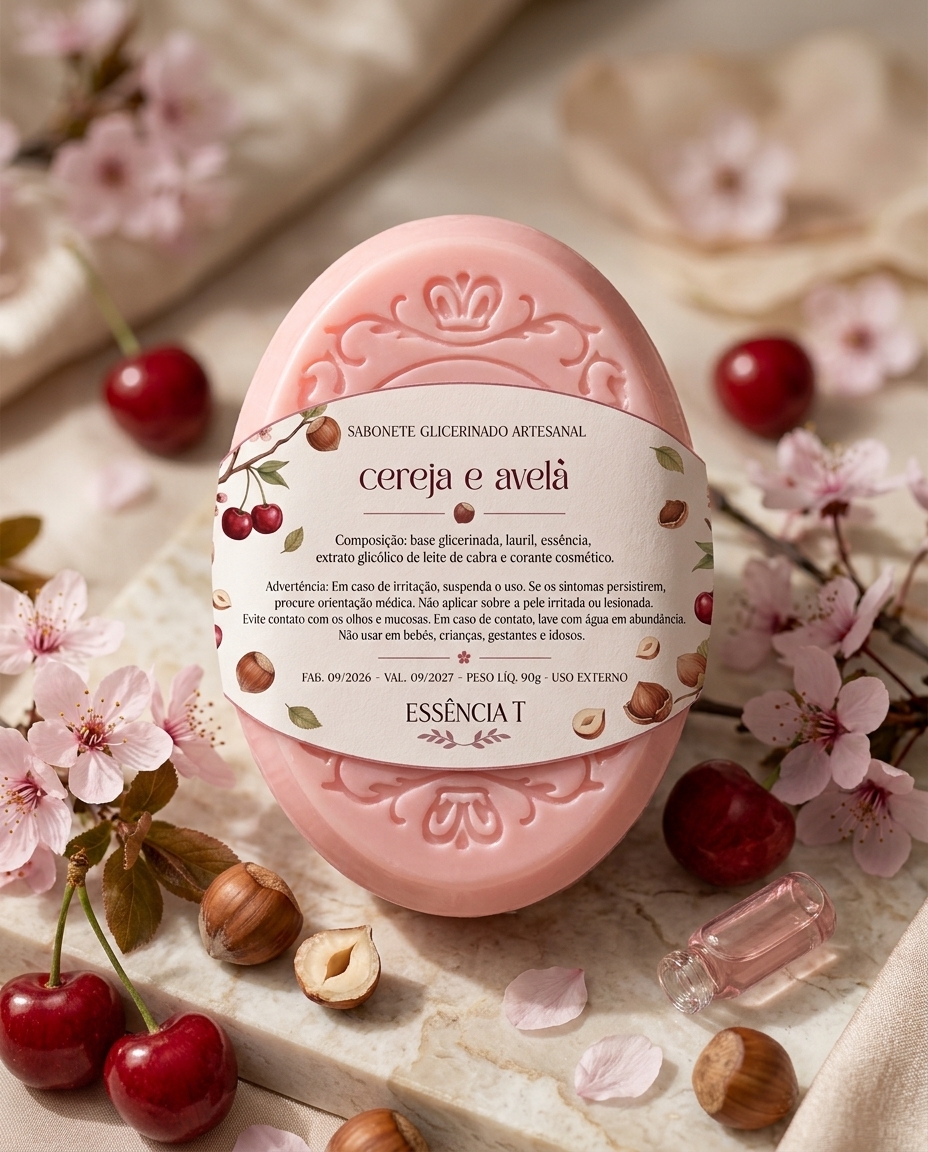 SABONETE GLICERINADO ARTESANAL
cereja e avelà
Composição: base glicerinada, lauril, essência,
extrato glicólico de leite de cabra e corante cosmético.
Adverténcia: Em caso de irritação, suspenda o uso. Se os sintomas persistirem,
procure orientação médica. Não aplicar sobre a pele irritada ou lesionada.
Evite contato com os olhos e mucosas. Em caso de contato, lave com água em abundância.
Não usar em bebés, crianças, gestantes e idosos.
FAB. 09/2026 - VAL. 09/2027 - PESO LÍQ. 90g - USO EXTERNO
ESSÊNCIA T